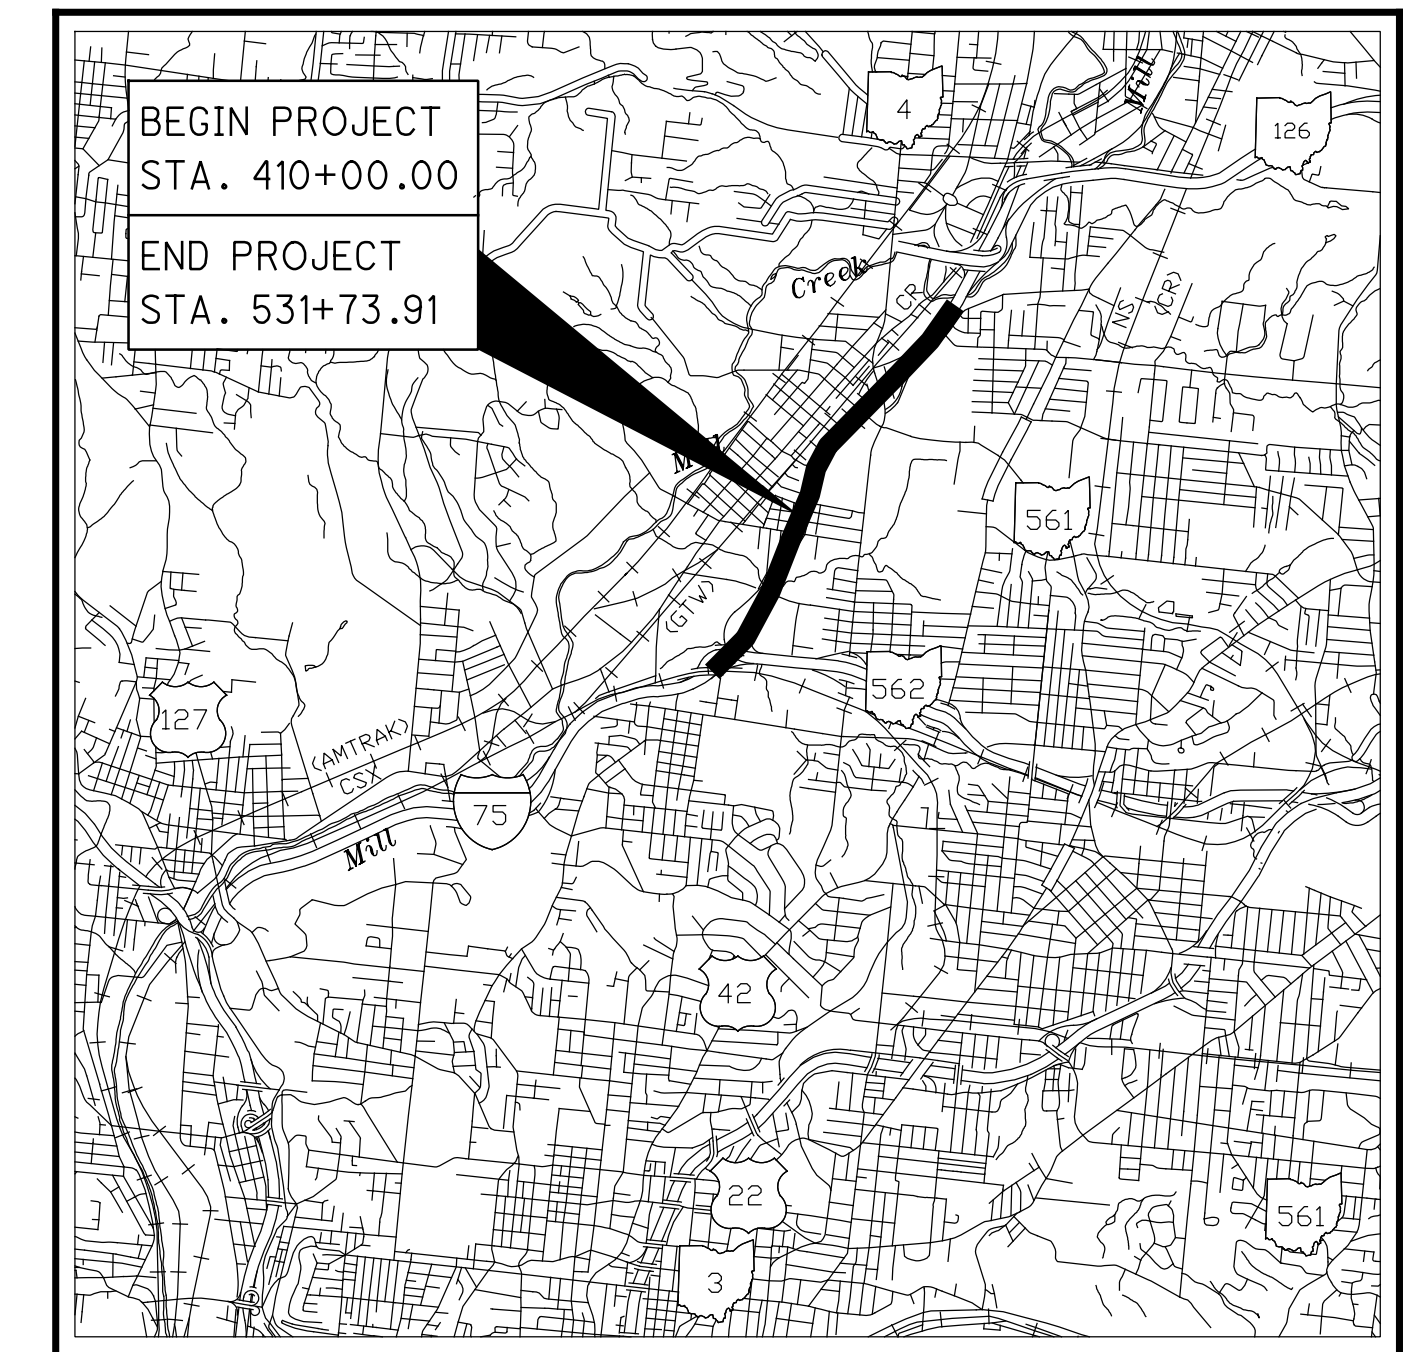 BEGIN PROJECT
STA. 410+00.00
END PROJECT
STA. 531+73.91
4
Mill
126
Creek
CR
NS
(CR)
Mill
561
(GTW)
562
127
(AMTRAK)
CSX
75
Mill
42
22
561
3